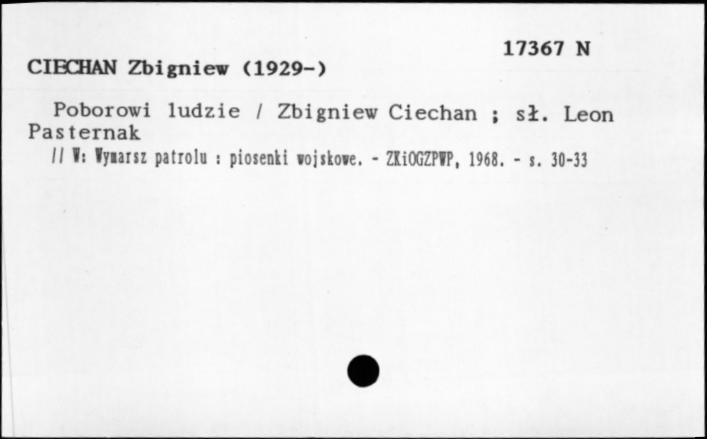 17367 N
CIECHAN Zbigniew (1929-)
Poborowi ludzie / Zbigniew Ciechan ; sł. Leon
Pasternak
// W: Wymarsz patrolu : piosenki wojskowe. - ZKiOGZPWP, 1968. - s. 30-33